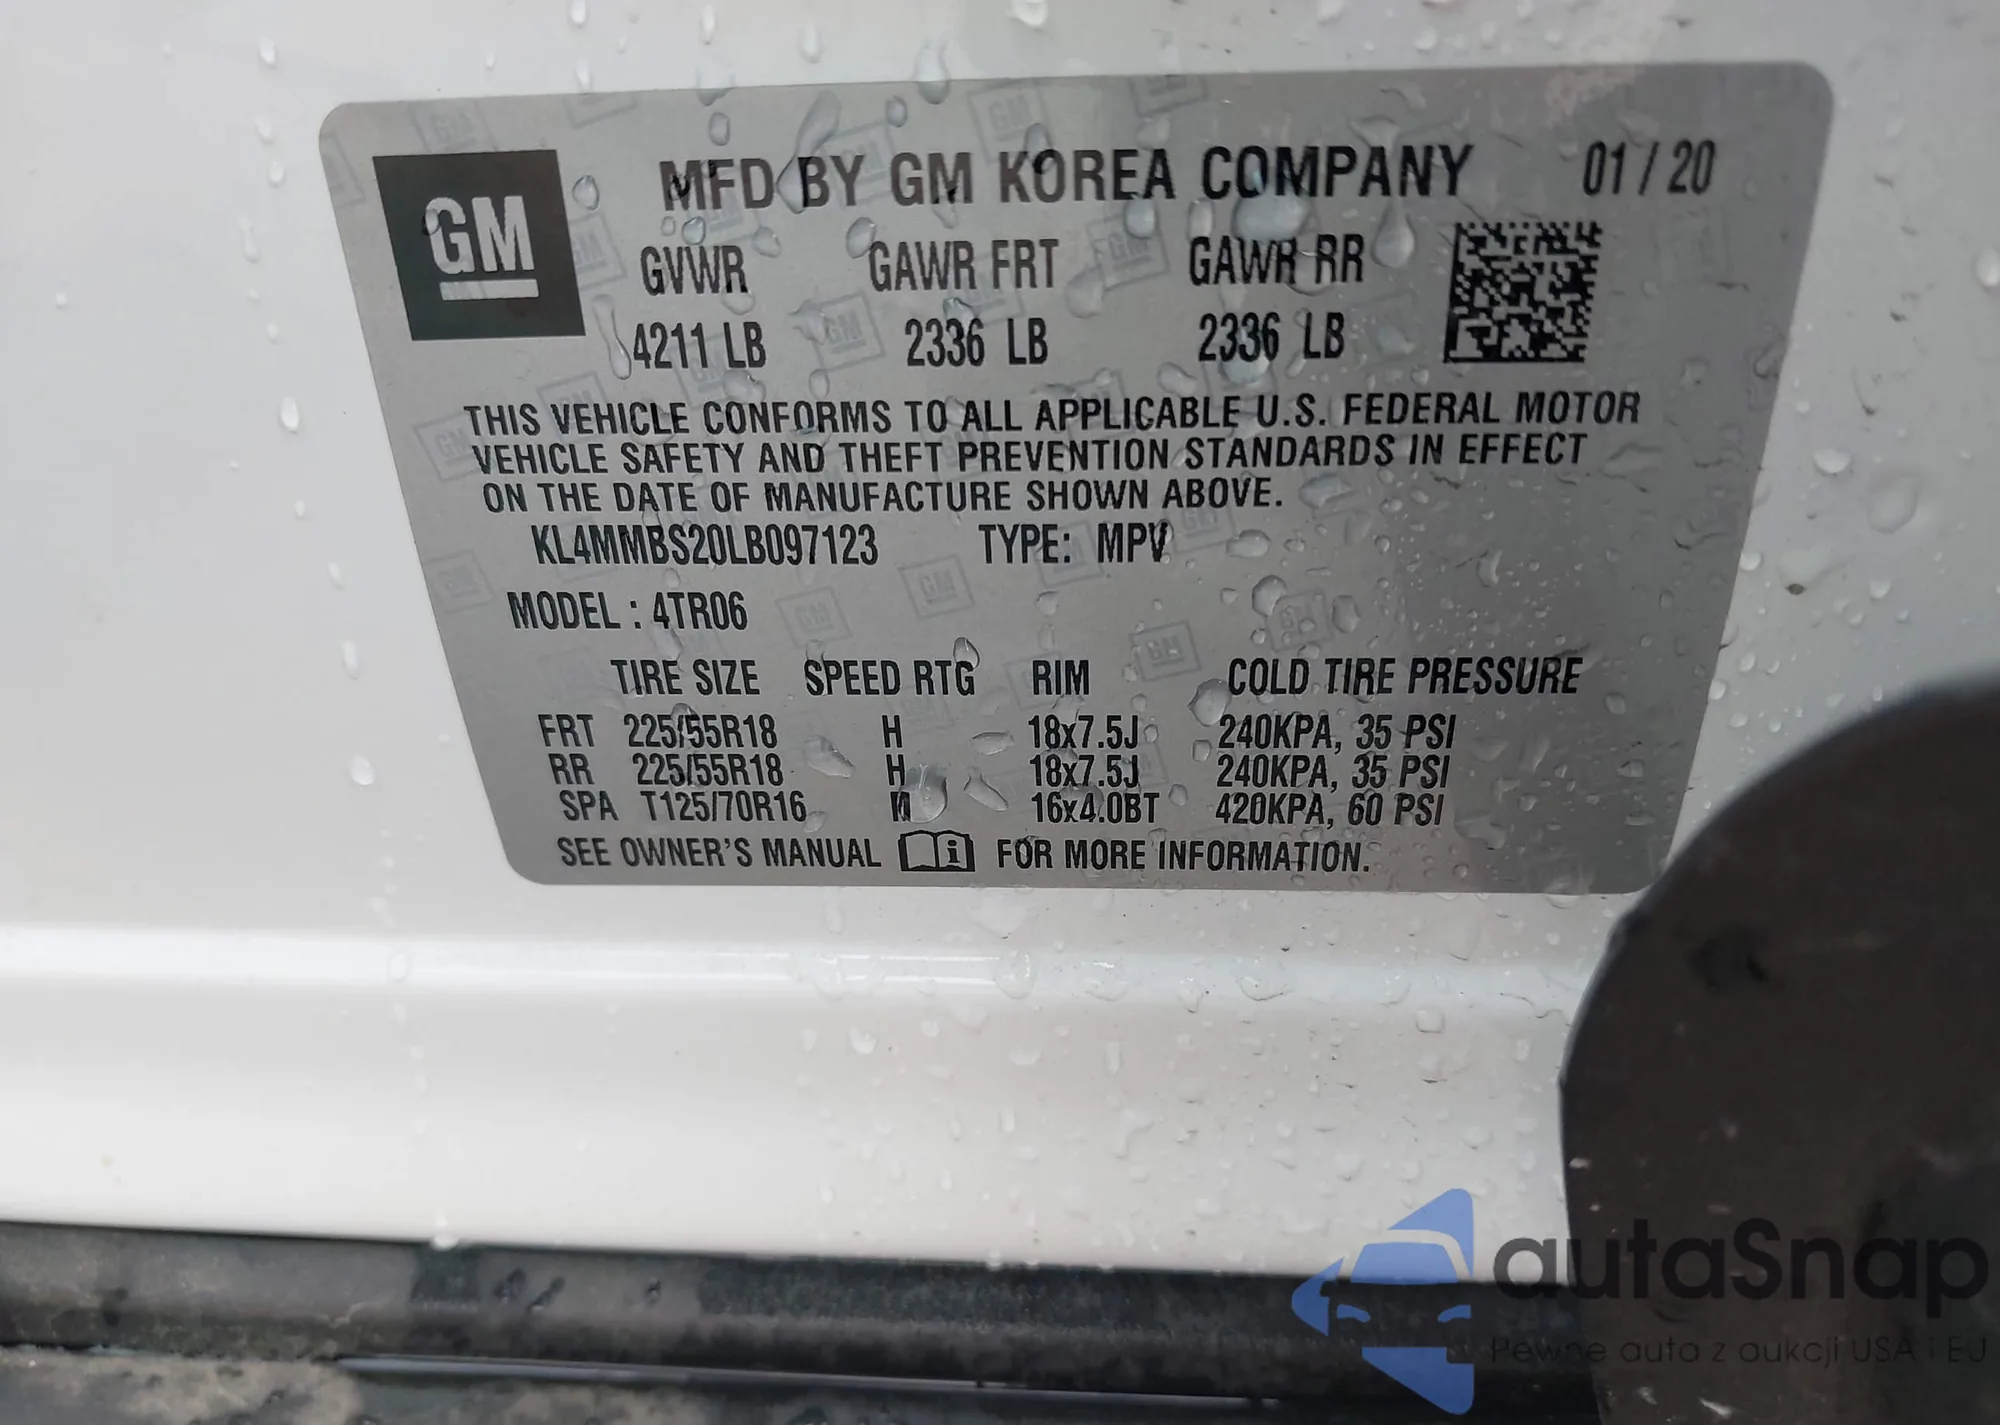 MFD BY GM KOREA COMPANY 01 / 20
GM
GVWR GAWR FRT GAWR RR
4211 LB 2336 LB 2336 LB
THIS VEHICLE CONFORMS TO ALL APPLICABLE U.S. FEDERAL MOTOR
VEHICLE SAFETY AND THEFT PREVENTION STANDARDS IN EFFECT
ON THE DATE OF MANUFACTURE SHOWN ABOVE.
KL4MMBS20LB097123 TYPE: MPV
MODEL : 4TR06
TIRE SIZE SPEED RTG RIM COLD TIRE PRESSURE
FRT 225/55R18 H 18x7.5J 240KPA, 35 PSI
RR 225/55R18 H 18x7.5J 240KPA, 35 PSI
SPA T125/70R16 M 16x4.0BT 420KPA, 60 PSI
SEE OWNER'S MANUAL i FOR MORE INFORMATION.
autaSnap
Pewne auta z aukcji USA i EU